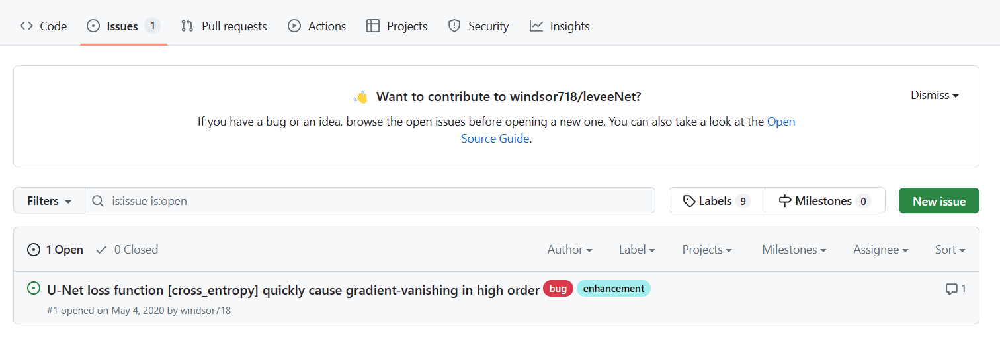 Code Issues 1 Pull requests Actions Projects Security Insights
Want to contribute to windsor718/leveeNet?
Dismiss
If you have a bug or an idea, browse the open issues before opening a new one. You can also take a look at the Open
Source Guide.
Filters is:issue is:open Labels 9 Milestones 0 New issue
1 Open 0 Closed Author Label Projects Milestones Assignee Sort
U-Net loss function [cross_entropy] quickly cause gradient-vanishing in high order bug enhancement 1
#1 opened on May 4, 2020 by windsor718